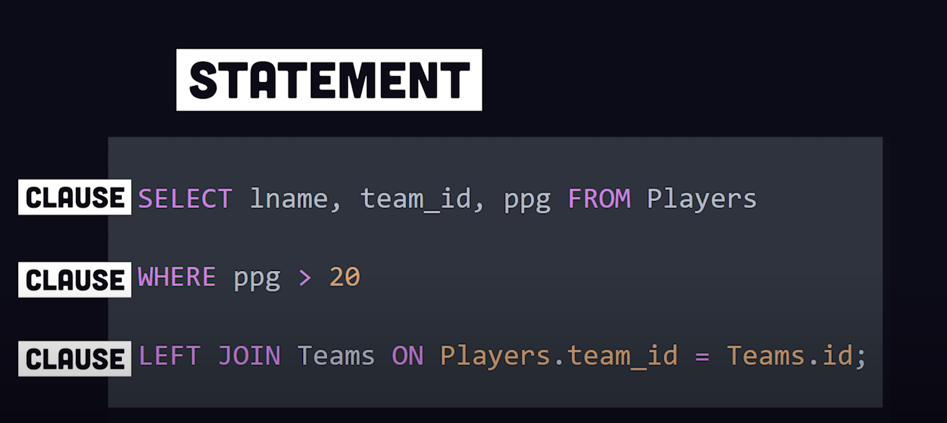 STATEMENT
CLAUSE SELECT lname, team_id, ppg FROM Players
CLAUSE WHERE ppg > 20
CLAUSE LEFT JOIN Teams ON Players.team_id = Teams.id;